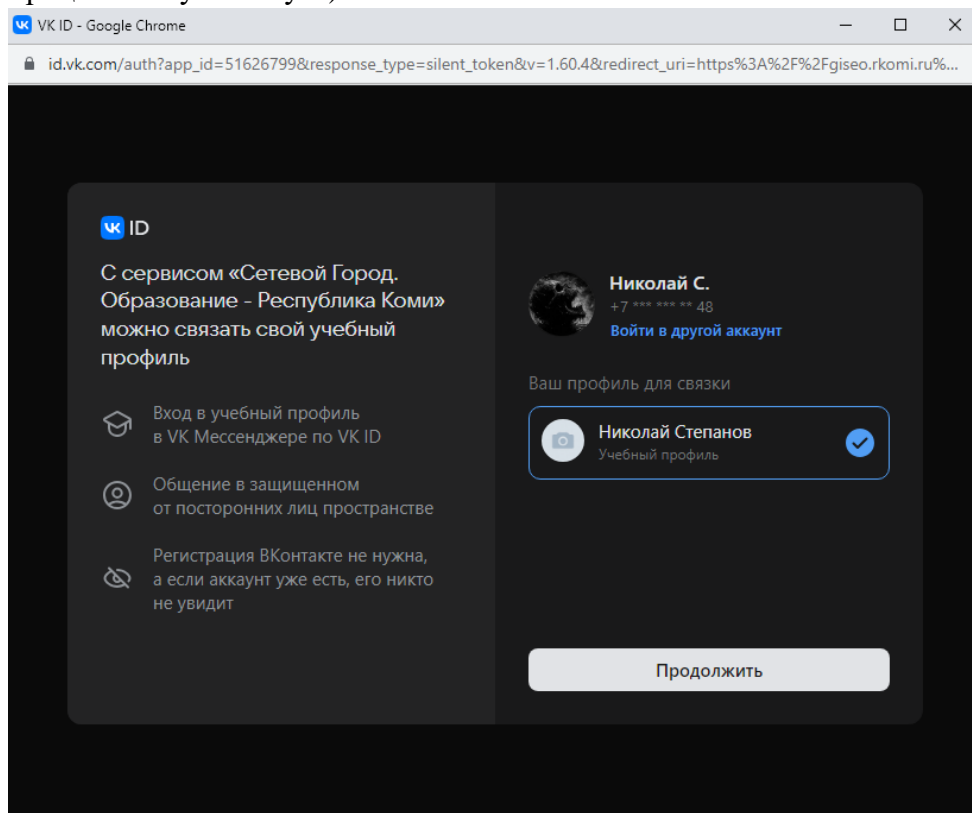 VK ID - Google Chrome
id.vk.com/auth?app_id=51626799&response_type=silent_token&v=1.60.4&redirect_uri=https%3A%2F%2Fgiseo.rkomi.ru%...
VK ID
С сервисом «Сетевой Город.
Образование - Республика Коми»
можно связать свой учебный
профиль
Вход в учебный профиль
в VK Мессенджере по VK ID
Общение в защищенном
от посторонних лиц пространстве
Регистрация ВКонтакте не нужна,
а если аккаунт уже есть, его никто
не увидит
Николай С.
+7 *** *** ** 48
Войти в другой аккаунт
Ваш профиль для связки
Николай Степанов
Учебный профиль
Продолжить